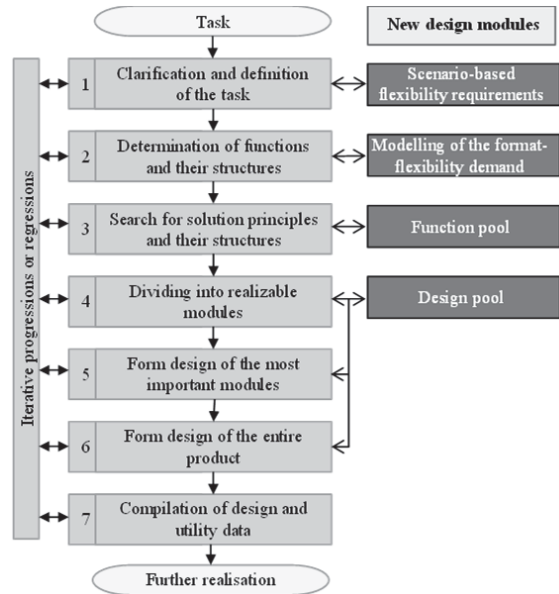 Task
New design modules
Iterative progressions or regressions
1
Clarification and definition
of the task
Scenario-based
flexibility requirements
2
Determination of functions
and their structures
Modelling of the format-
flexibility demand
3
Search for solution principles
and their structures
Function pool
4
Dividing into realizable
modules
Design pool
5
Form design of the most
important modules
6
Form design of the entire
product
7
Compilation of design and
utility data
Further realisation